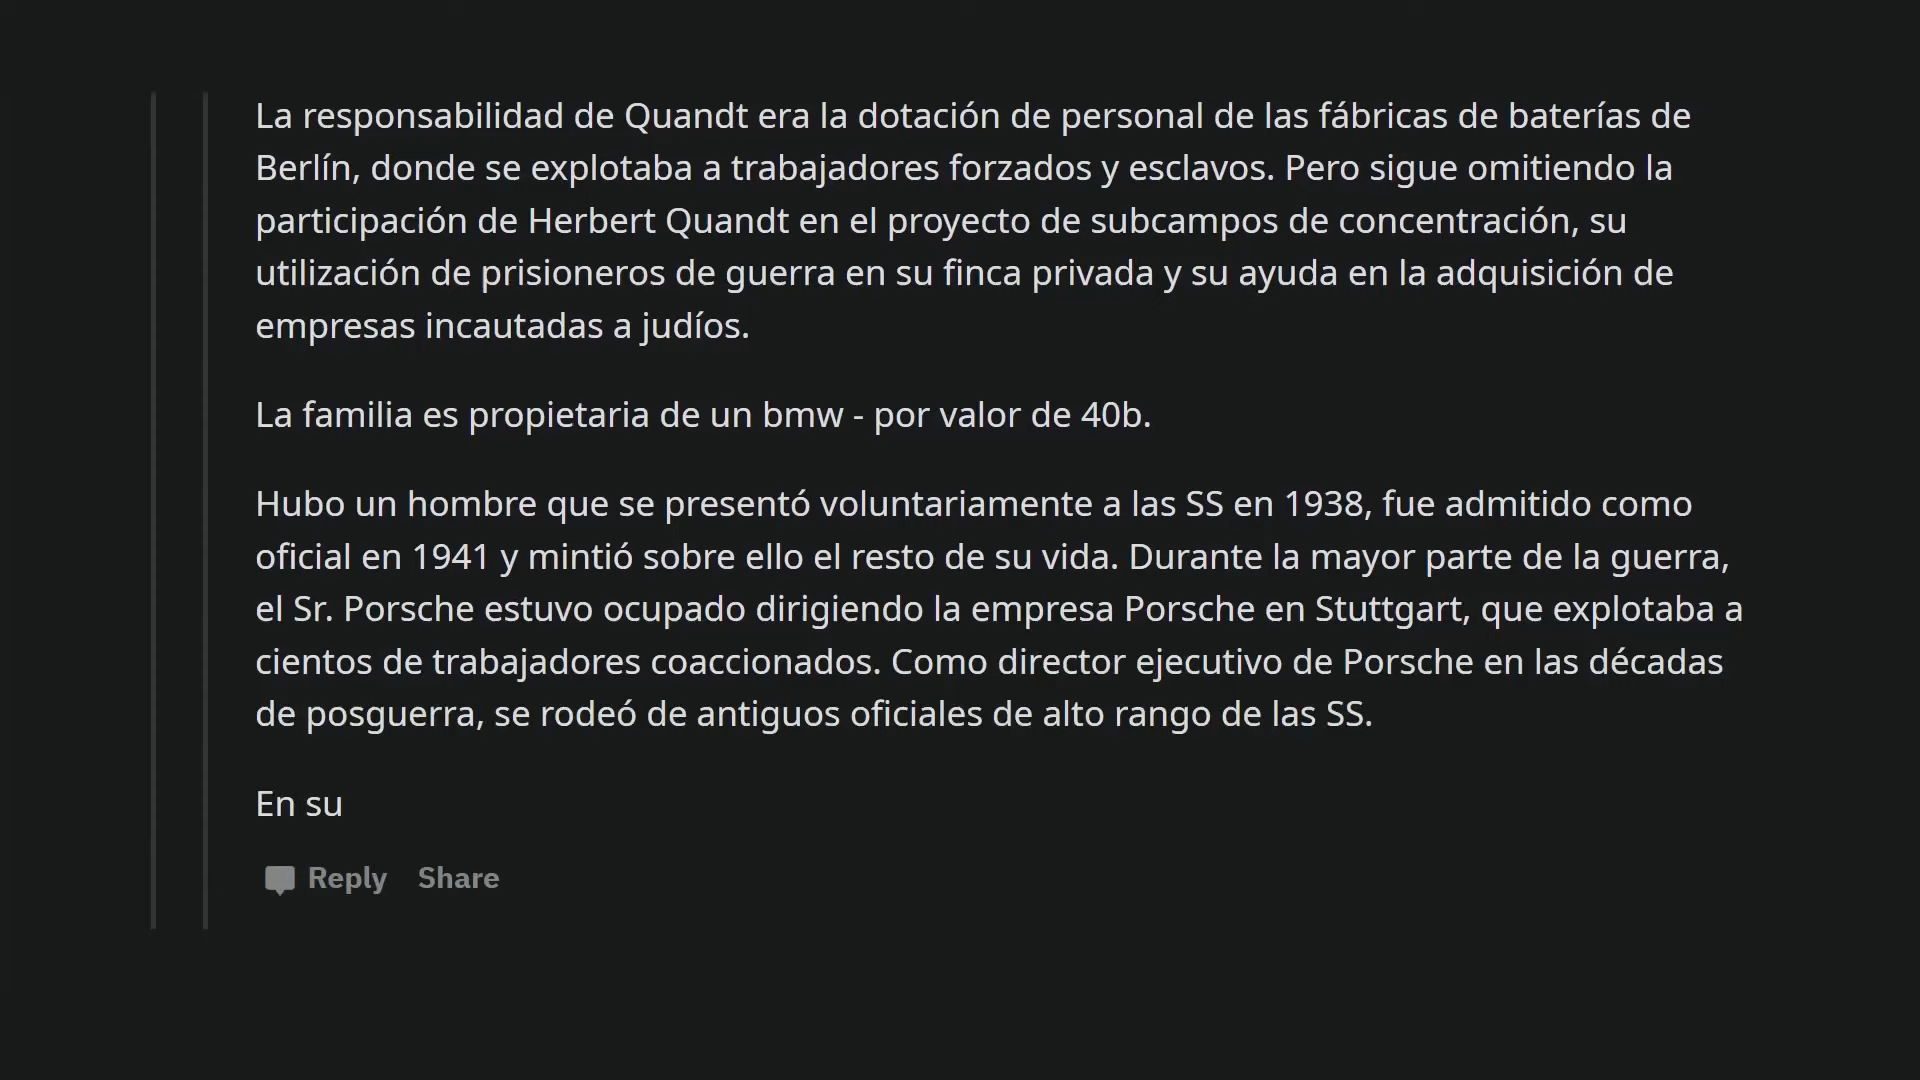 La responsabilidad de Quandt era la dotación de personal de las fábricas de baterías de
Berlín, donde se explotaba a trabajadores forzados y esclavos. Pero sigue omitiendo la
participación de Herbert Quandt en el proyecto de subcampos de concentración, su
utilización de prisioneros de guerra en su finca privada y su ayuda en la adquisición de
empresas incautadas a judíos.
La familia es propietaria de un bmw - por valor de 40b.
Hubo un hombre que se presentó voluntariamente a las SS en 1938, fue admitido como
oficial en 1941 y mintió sobre ello el resto de su vida. Durante la mayor parte de la guerra,
el Sr. Porsche estuvo ocupado dirigiendo la empresa Porsche en Stuttgart, que explotaba a
cientos de trabajadores coaccionados. Como director ejecutivo de Porsche en las décadas
de posguerra, se rodeó de antiguos oficiales de alto rango de las SS.
En su
Reply Share